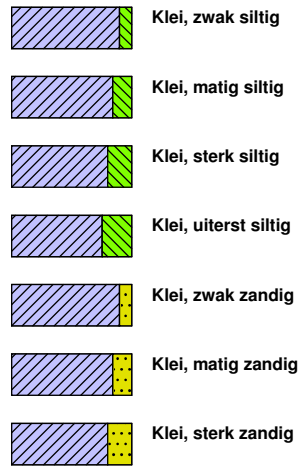 Klei, zwak siltig
Klei, matig siltig
Klei, sterk siltig
Klei, uiterst siltig
Klei, zwak zandig
Klei, matig zandig
Klei, sterk zandig